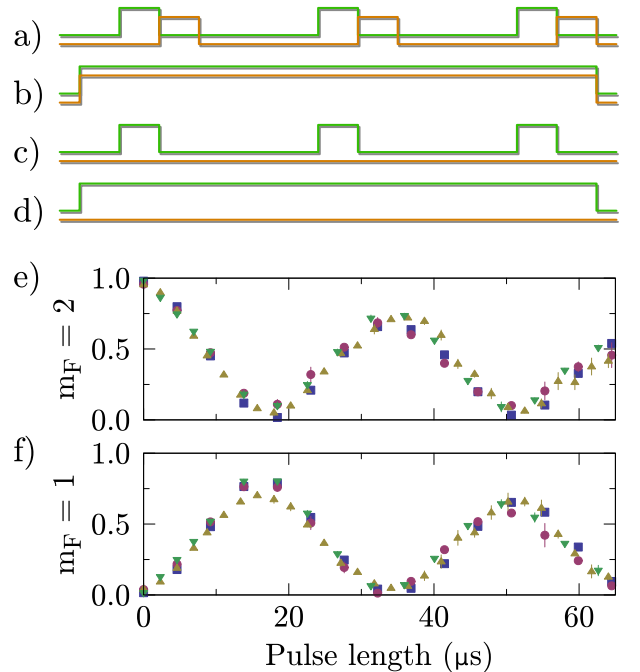 a)
b)
c)
d)
e)
1.0
0.5
0.0
m_F = 2
f)
1.0
0.5
0.0
m_F = 1
0 20 40 60
Pulse length (μs)